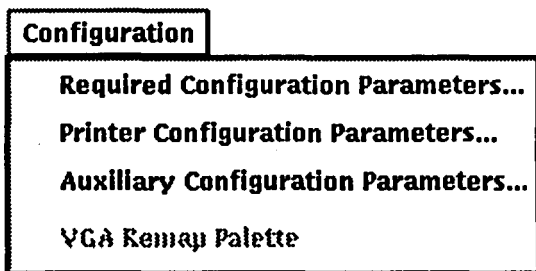 Configuration
Required Configuration Parameters...
Printer Configuration Parameters...
Auxiliary Configuration Parameters...
VGA Remap Palette